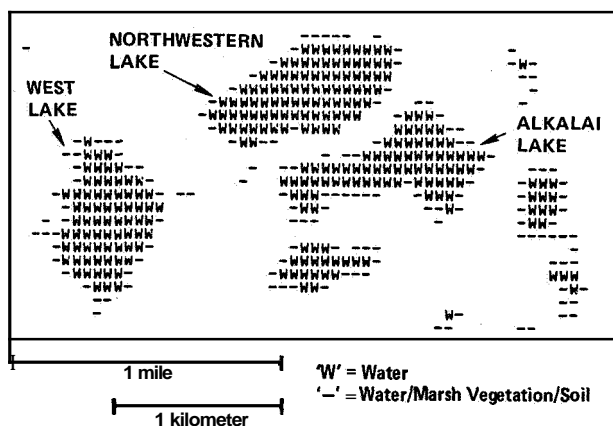 NORTHWESTERN
LAKE
WEST
LAKE
ALKALAI
LAKE
1 mile
1 kilometer
'W' = Water
'—' = Water/Marsh Vegetation/Soil